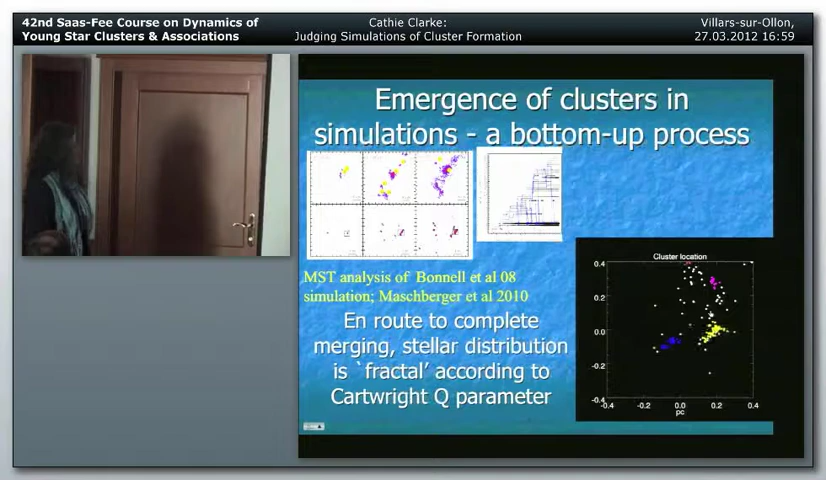 42nd Saas-Fee Course on Dynamics of
Young Star Clusters & Associations
Cathie Clarke:
Judging Simulations of Cluster Formation
Villars-sur-Ollon,
27.03.2012 16:59
Emergence of clusters in
simulations - a bottom-up process
MST analysis of Bonnell et al 08
simulation; Maschberger et al 2010
En route to complete
merging, stellar distribution
is `fractal' according to
Cartwright Q parameter
Cluster location
0.4
0.2
0.0
-0.2
-0.4
-0.4 -0.2 0.0 0.2 0.4
pc